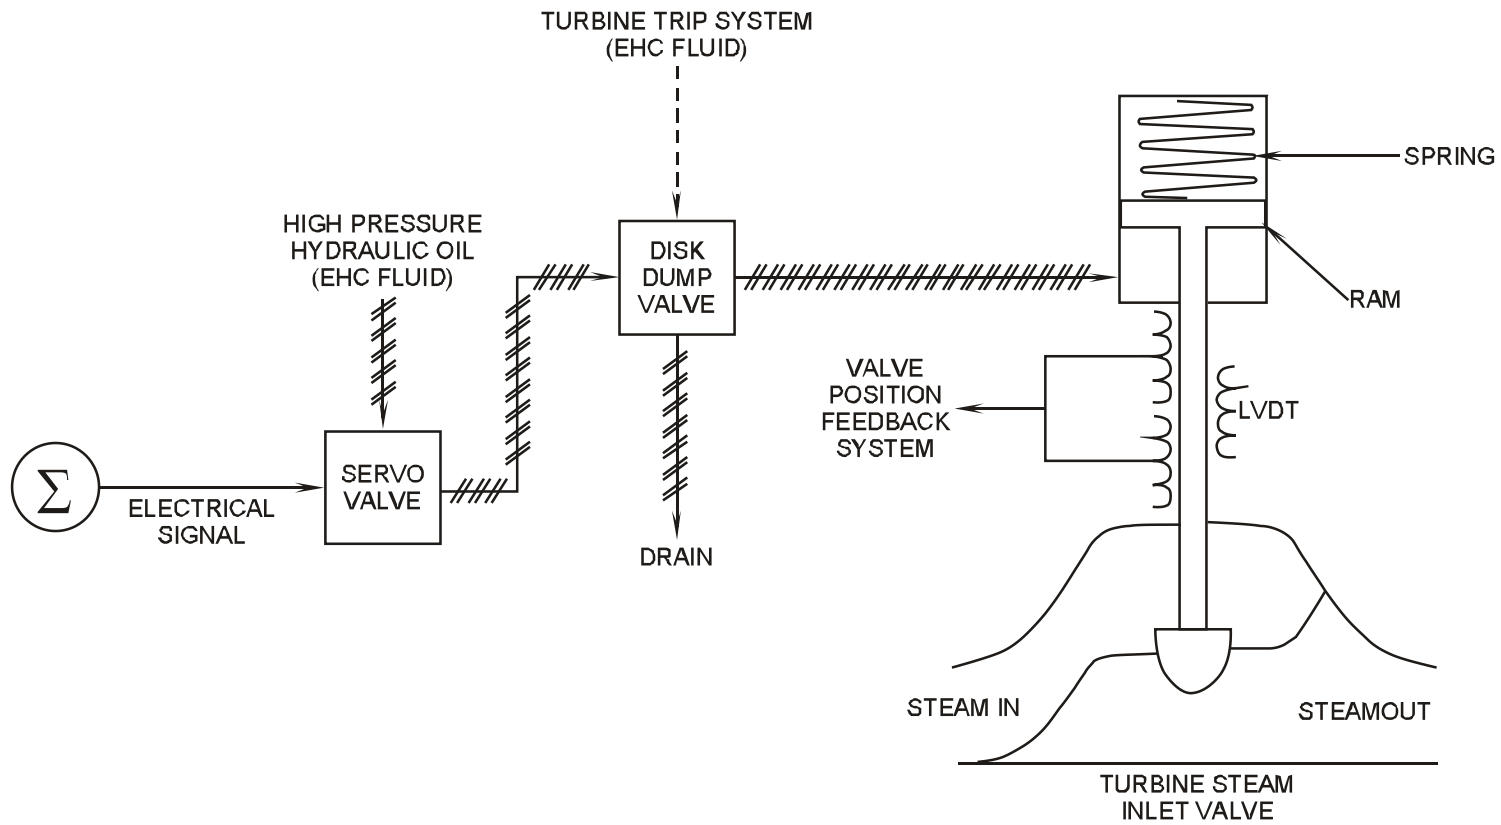 TURBINE TRIP SYSTEM
(EHC FLUID)
SPRING
HIGH PRESSURE
HYDRAULIC OIL
(EHC FLUID)
DISK
DUMP
VALVE
RAM
VALVE
POSITION
FEEDBACK
SYSTEM
LVDT
Σ
ELECTRICAL
SIGNAL
SERVO
VALVE
DRAIN
STEAM IN
STEAMOUT
TURBINE STEAM
INLET VALVE